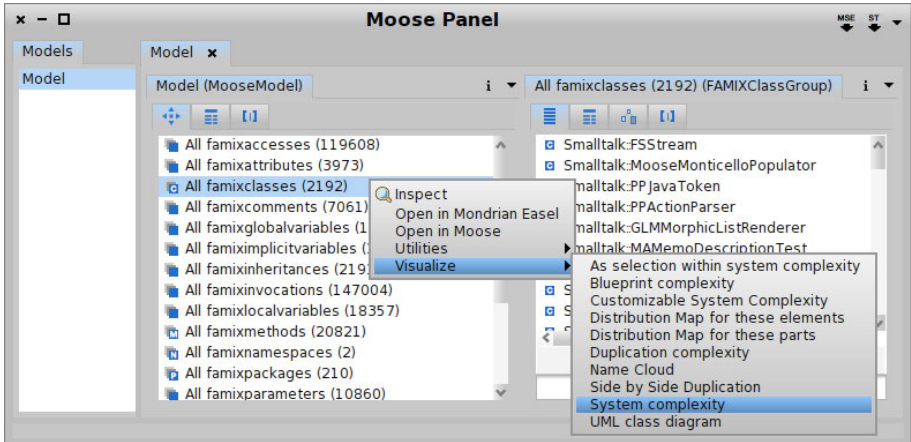 Moose Panel
MSE
ST
Models
Model
Model
Model (MooseModel)
i
All famixaccesses (119608)
All famixattributes (3973)
All famixclasses (2192)
All famixcomments (7061)
All famixglobalvariables (1
All famiximplicitvariables (
All famixinheritances (219
All famixinvocations (147004)
All famixlocalvariables (18357)
All famixmethods (20821)
All famixnamespaces (2)
All famixpackages (210)
All famixparameters (10860)
All famixclasses (2192) (FAMIXClassGroup)
i
Smalltalk::FSStream
Smalltalk::MooseMonticelloPopulator
malltalk::PPJavaToken
malltalk::PPActionParser
malltalk::GLMMorphicListRenderer
malltalk::MAMemoDescriptionTest
Inspect
Open in Mondrian Easel
Open in Moose
Utilities
Visualize
As selection within system complexity
Blueprint complexity
Customizable System Complexity
Distribution Map for these elements
Distribution Map for these parts
Duplication complexity
Name Cloud
Side by Side Duplication
System complexity
UML class diagram